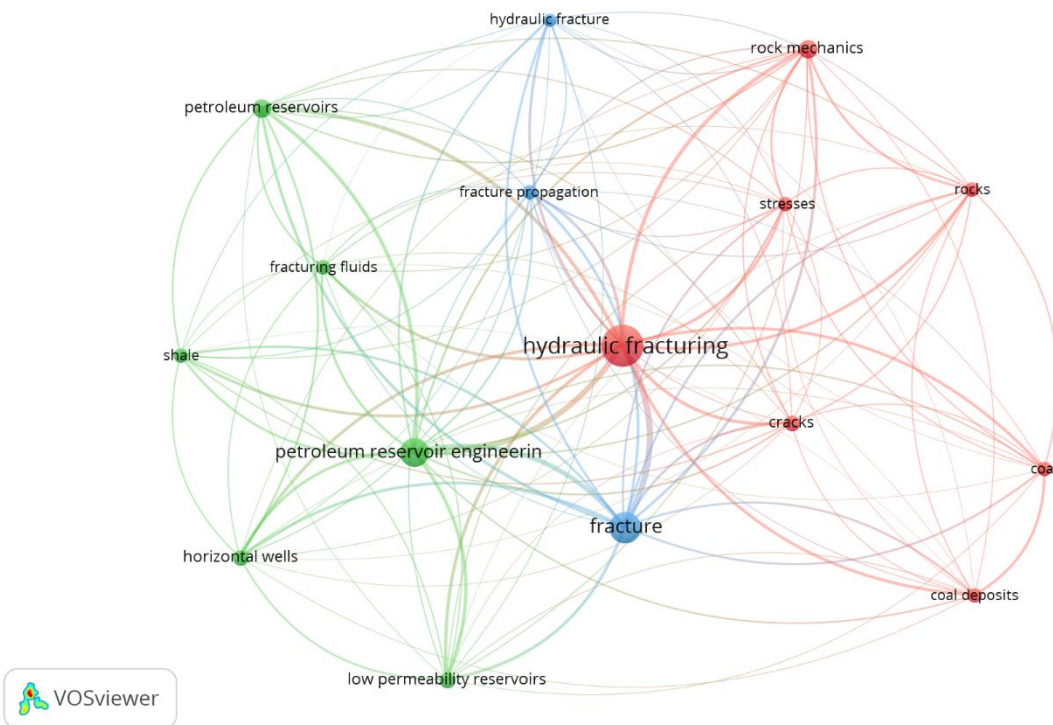 hydraulic fracture
rock mechanics
petroleum reservoirs
fracture propagation
rocks
stresses
fracturing fluids
hydraulic fracturing
shale
cracks
petroleum reservoir engineerin
coa
fracture
horizontal wells
coal deposits
low permeability reservoirs
VOSviewer